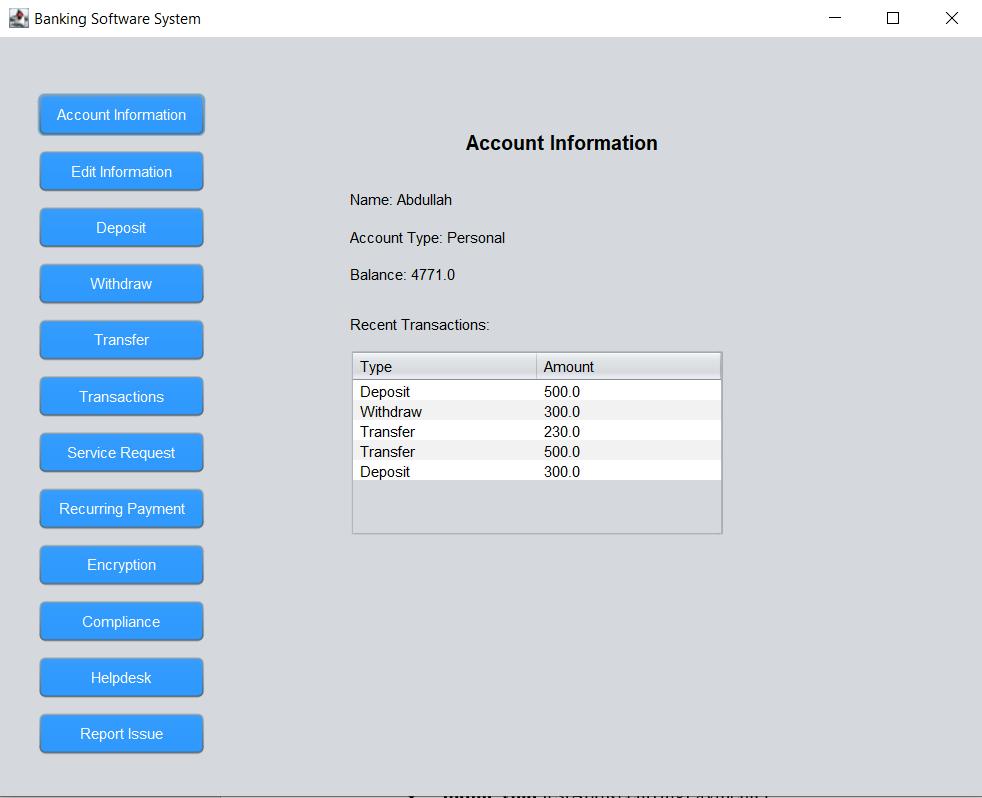 Banking Software System
Account Information
Edit Information
Deposit
Withdraw
Transfer
Transactions
Service Request
Recurring Payment
Encryption
Compliance
Helpdesk
Report Issue
Account Information
Name: Abdullah
Account Type: Personal
Balance: 4771.0
Recent Transactions:
Type Amount
Deposit 500.0
Withdraw 300.0
Transfer 230.0
Transfer 500.0
Deposit 300.0